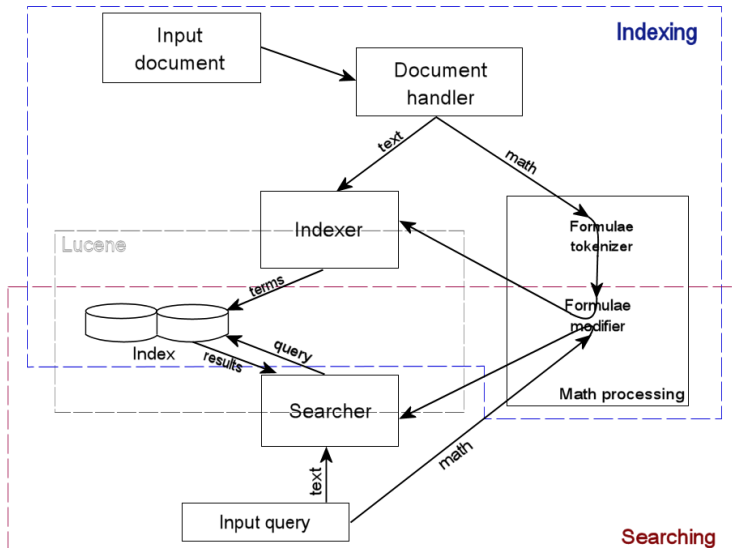 Indexing
Input
document
Document
handler
text
math
Indexer
Formulae
tokenizer
Lucene
terms
Formulae
modifier
Index
query
results
Searcher
Math processing
math
text
Input query
Searching